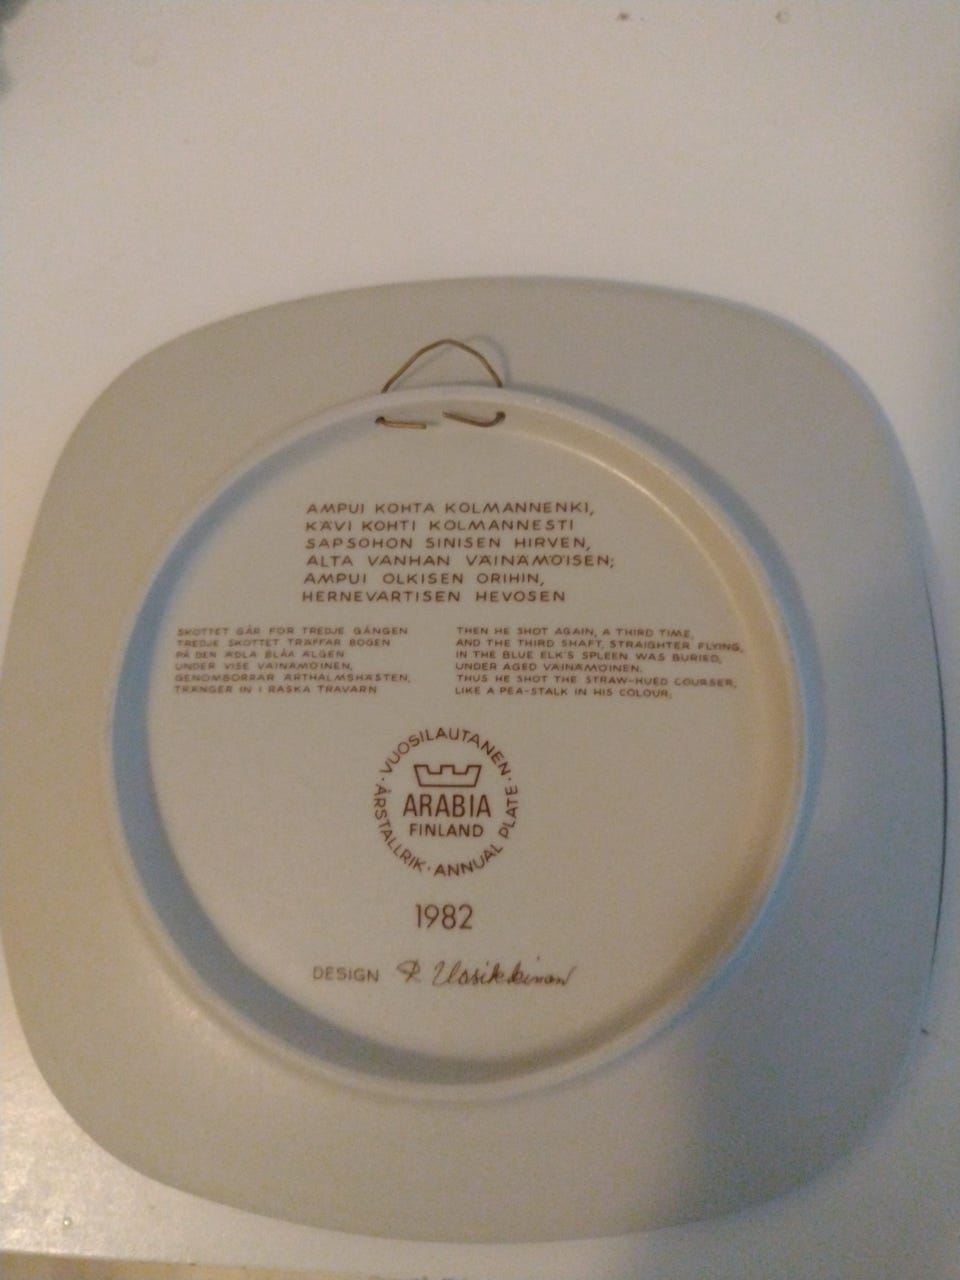 AMPUI KOHTA KOLMANNENKI,
KÄVI KOHTI KOLMANNESTI
SAPSOHON SINISEN HIRVEN,
ALTA VANHAN VÄINÄMÖISEN;
AMPUI OLKISEN ORIHIN,
HERNEVARTISEN HEVOSEN
SKOTTET GÅR FÖR TREDJE GÅNGEN
TREDJE SKOTTET TRÄFFAR BOGEN
PÅ DEN ÄDLA BLÅA ÄLGEN
UNDER VISE VÄINÄMÖINEN,
GENOMBORRAR ÄRTHALMSHÄSTEN,
TRÄNGER IN I RASKA TRAVARN
THEN HE SHOT AGAIN, A THIRD TIME,
AND THE THIRD SHAFT, STRAIGHTER FLYING,
IN THE BLUE ELK'S SPLEEN WAS BURIED,
UNDER AGED VÄINÄMÖINEN.
THUS HE SHOT THE STRAW-HUED COURSER,
LIKE A PEA-STALK IN HIS COLOUR;
· VUOSILAUTANEN ·
ARABIA
FINLAND
ÅRSTALLRIK · ANNUAL PLATE
1982
DESIGN R. Uosikkinen